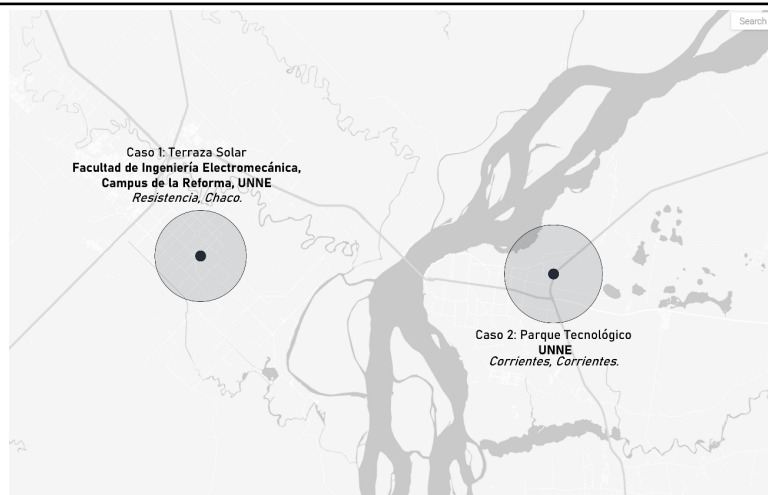 Search
Caso 1: Terraza Solar
Facultad de Ingeniería Electromecánica,
Campus de la Reforma, UNNE
Resistencia, Chaco.
Caso 2: Parque Tecnológico
UNNE
Corrientes, Corrientes.